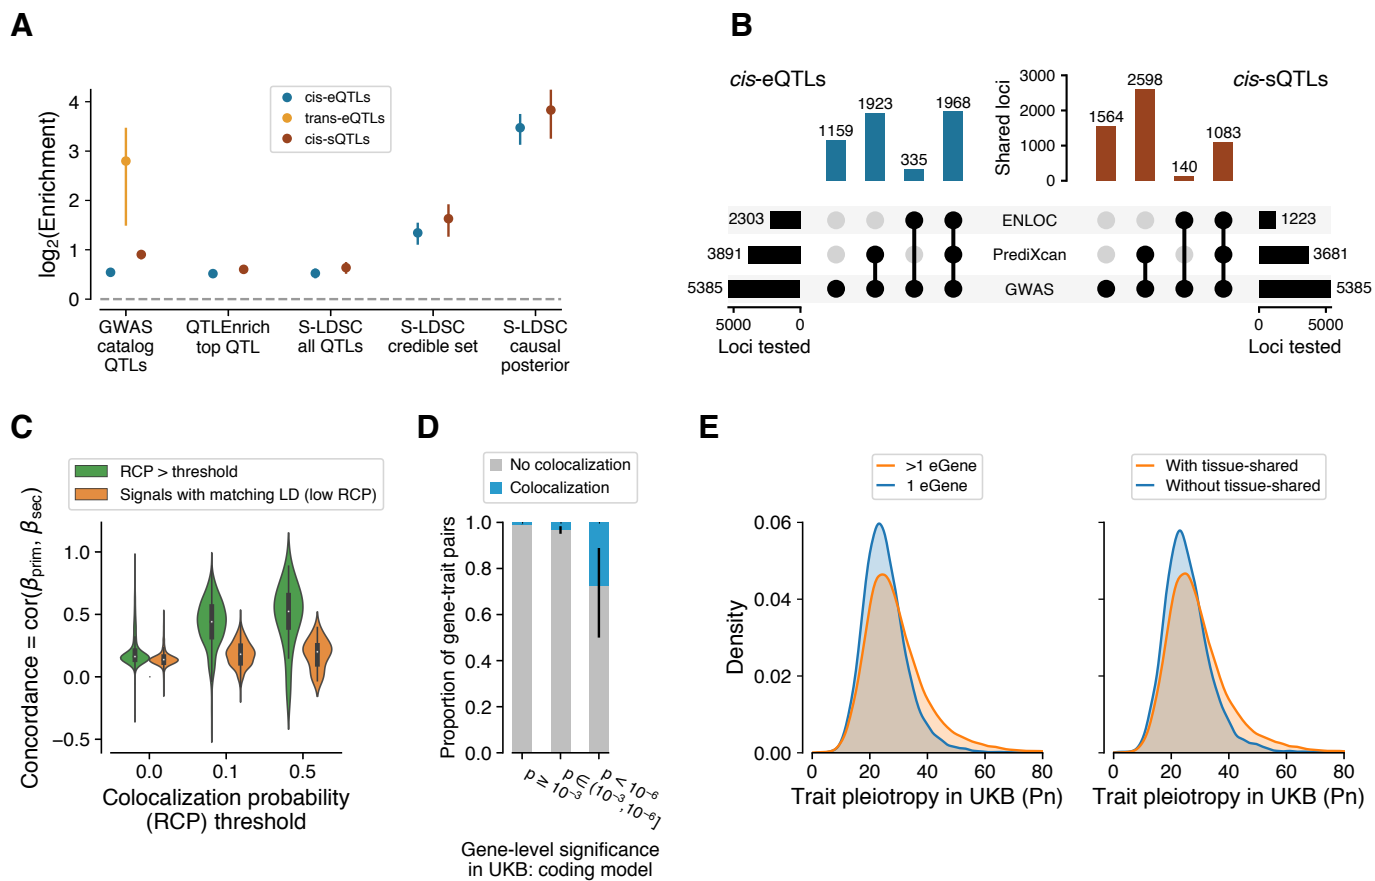 A
log2(Enrichment)
4
3
2
1
0
cis-eQTLs
trans-eQTLs
cis-sQTLs
GWAS
catalog
QTLs
QTLEnrich
top QTL
S-LDSC
all QTLs
S-LDSC
credible set
S-LDSC
causal
posterior
B
cis-eQTLs
1159
1923
335
1968
Shared loci
3000
2000
1000
0
cis-sQTLs
1564
2598
140
1083
2303
ENLOC
1223
3891
PrediXcan
3681
5385
GWAS
5385
5000
0
Loci tested
0
5000
Loci tested
C
RCP > threshold
Signals with matching LD (low RCP)
Concordance = cor(βprim, βsec)
1.0
0.5
0.0
−0.5
0.0
0.1
0.5
Colocalization probability
(RCP) threshold
D
No colocalization
Colocalization
Proportion of gene-trait pairs
1.0
0.8
0.6
0.4
0.2
0.0
p ≥ 10−3
p ∈ (10−3,10−6]
p < 10−6
Gene-level significance
in UKB: coding model
E
>1 eGene
1 eGene
Density
0.06
0.04
0.02
0.00
0
20
40
60
80
Trait pleiotropy in UKB (Pn)
With tissue-shared
Without tissue-shared
0
20
40
60
80
Trait pleiotropy in UKB (Pn)